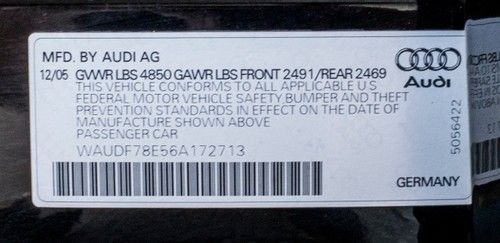 MFD. BY AUDI AG
12/05 GVWR LBS 4850 GAWR LBS FRONT 2491/REAR 2469
THIS VEHICLE CONFORMS TO ALL APPLICABLE U S
FEDERAL MOTOR VEHICLE SAFETY BUMPER AND THEFT
PREVENTION STANDARDS IN EFFECT ON THE DATE OF
MANUFACTURE SHOWN ABOVE
PASSENGER CAR
WAUDF78E56A172713
Audi
5056422
GERMANY